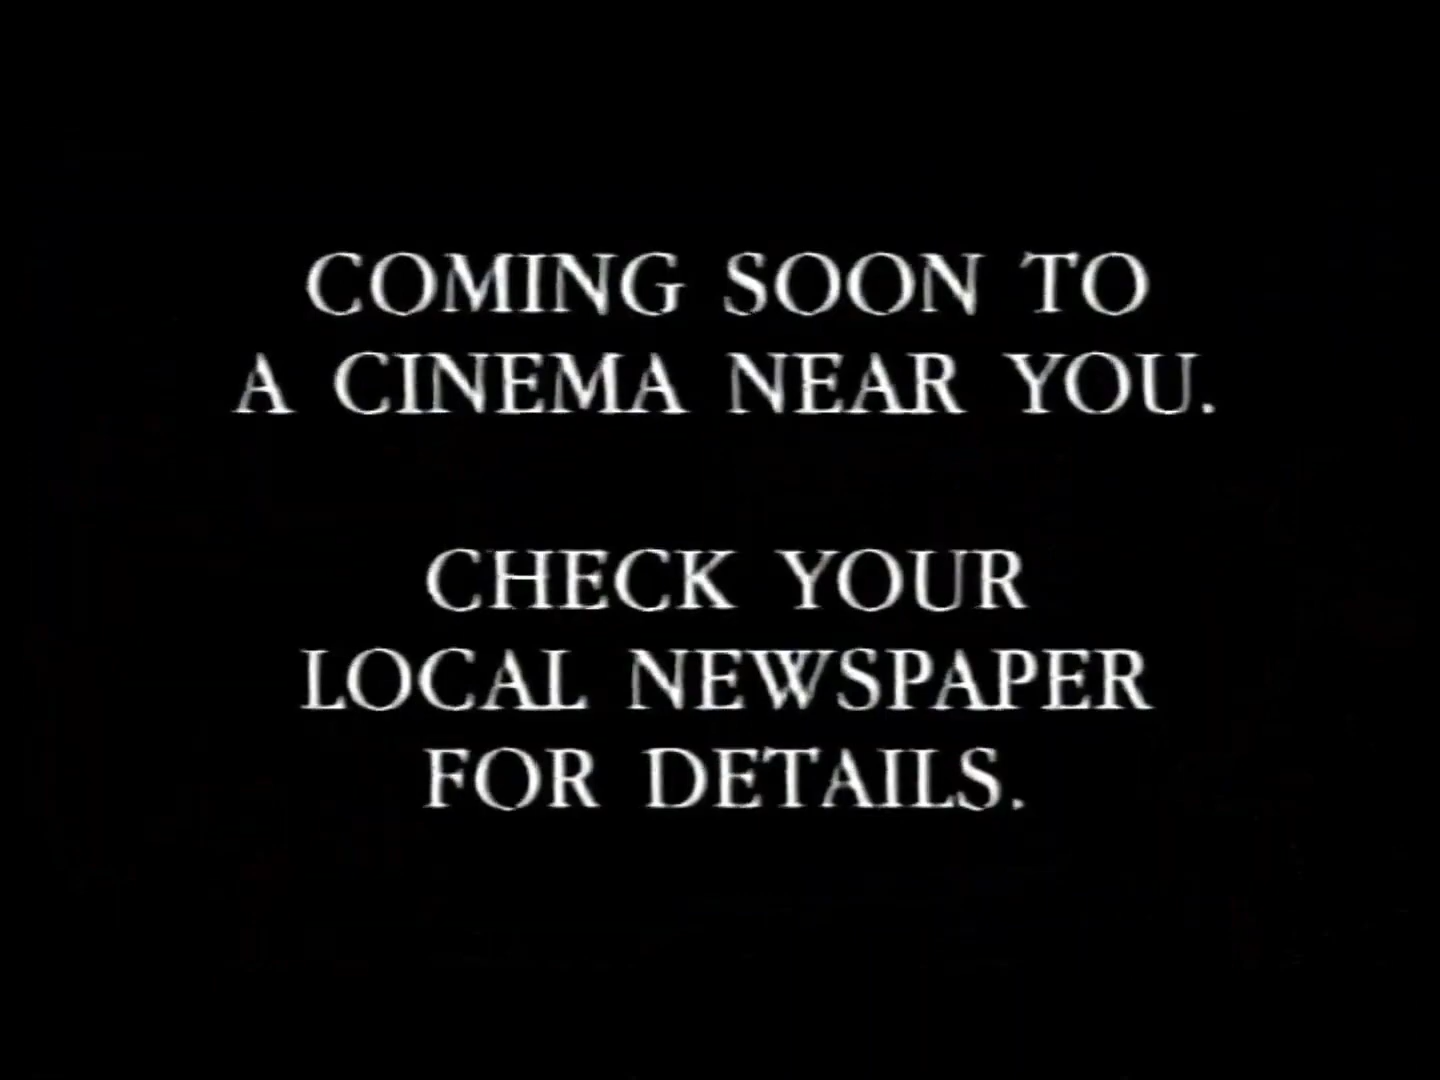 COMING SOON TO
A CINEMA NEAR YOU.
CHECK YOUR
LOCAL NEWSPAPER
FOR DETAILS.